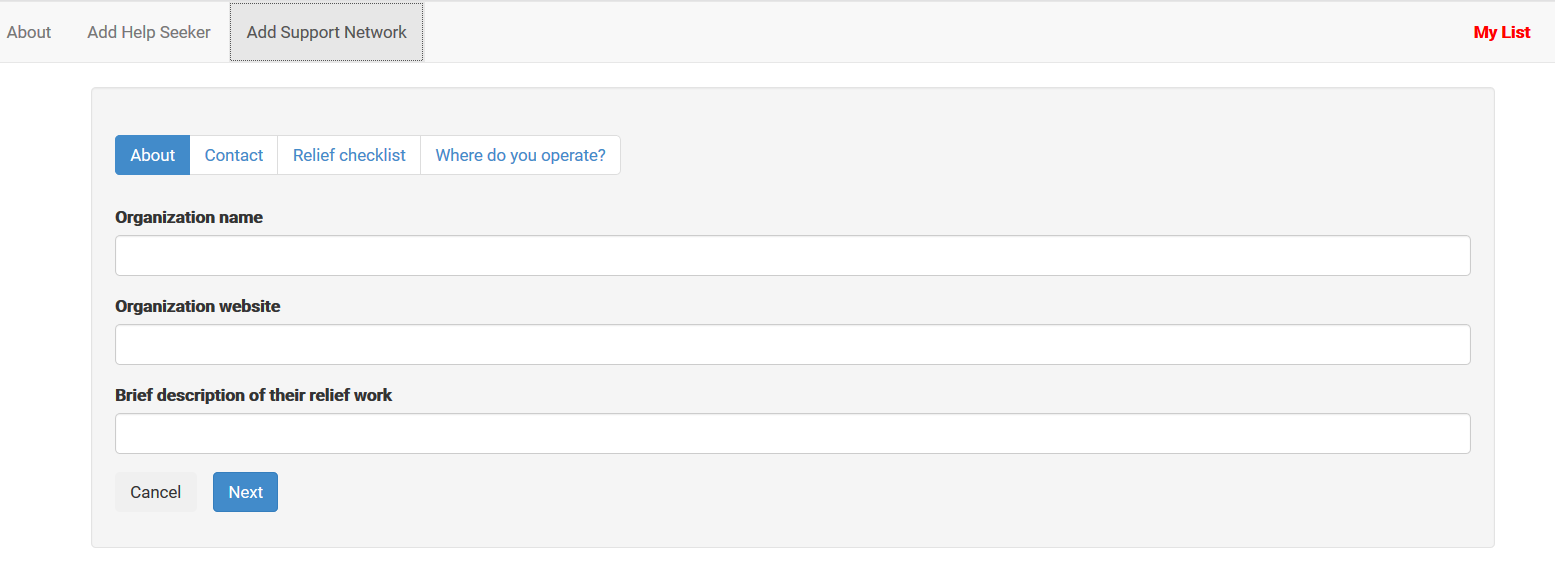 About Add Help Seeker Add Support Network My List
About Contact Relief checklist Where do you operate?
Organization name
Organization website
Brief description of their relief work
Cancel Next